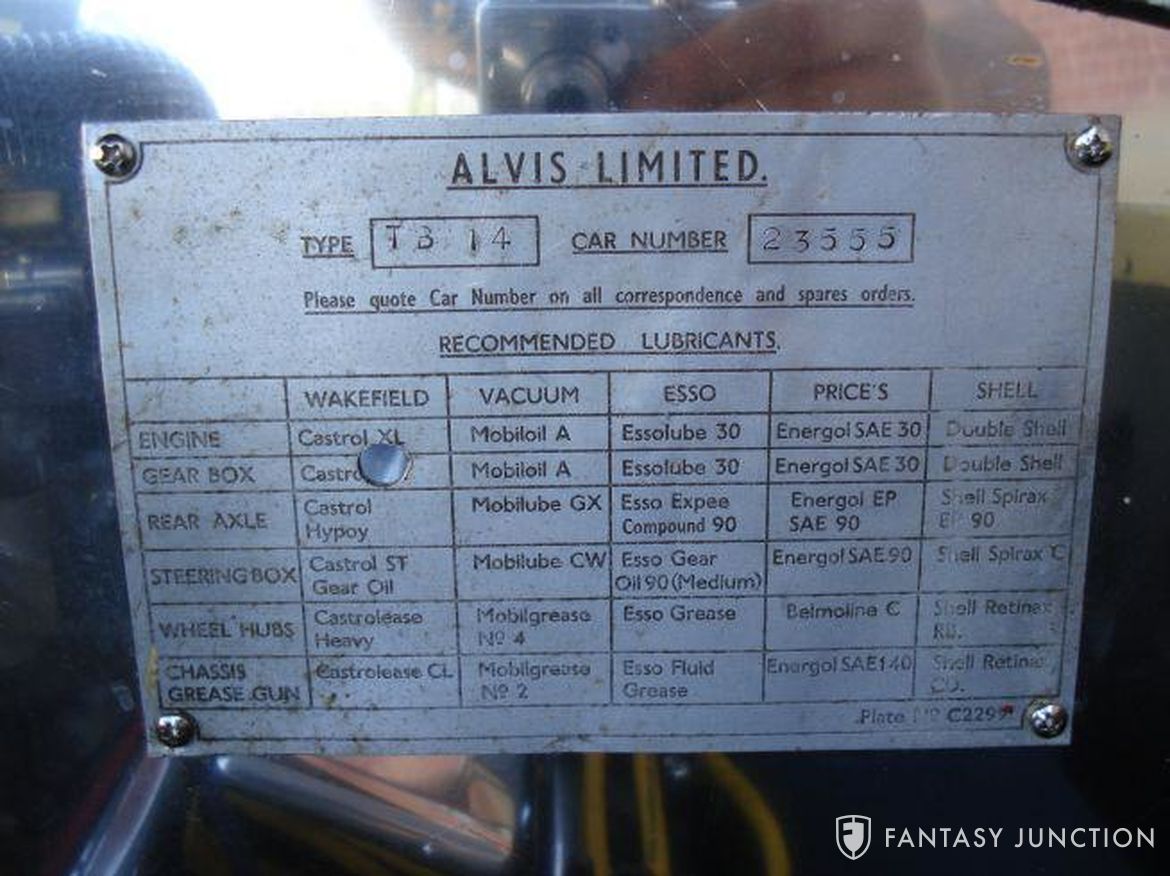 ALVIS LIMITED.
TYPE TB 14 CAR NUMBER 23555
Please quote Car Number on all correspondence and spares orders.
RECOMMENDED LUBRICANTS.
WAKEFIELD VACUUM ESSO PRICE'S SHELL
ENGINE Castrol XL Mobiloil A Essolube 30 Energol SAE 30 Double Shell
GEAR BOX Mobiloil A Essolube 30 Energol SAE 30 Double Shell
REAR AXLE Castrol Hypoy Mobilube GX Esso Expee Compound 90 Energol EP SAE 90 Shell Spirax EP 90
STEERING BOX Castrol ST Gear Oil Mobilube CW Esso Gear Oil 90 (Medium) Energol SAE 90 Shell Spirax C
WHEEL HUBS Castrolease Heavy Mobilgrease Nº 4 Esso Grease Belmoline C Shell Retinax RB.
CHASSIS GREASE GUN Castrolease CL Mobilgrease Nº 2 Esso Fluid Grease Energol SAE 140 Shell Retinax CD.
Plate Nº C2299
FANTASY JUNCTION